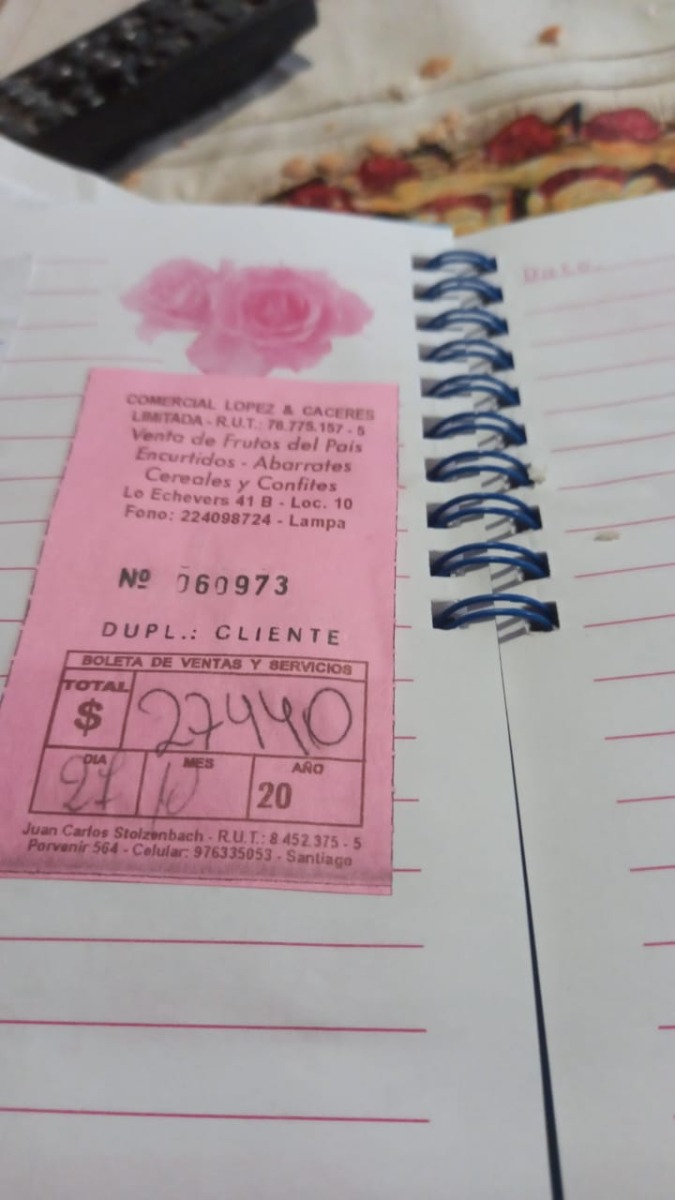 Date.
COMERCIAL LOPEZ & CACERES
LIMITADA - R.U.T.: 78.775.157 - 5
Venta de Frutos del País
Encurtidos - Abarrotes
Cereales y Confites
Lo Echevers 41 B - Loc. 10
Fono: 224098724 - Lampa
Nº 060973
DUPL.: CLIENTE
BOLETA DE VENTAS Y SERVICIOS
TOTAL
$ 27440
DIA MES AÑO
27 10 20
Juan Carlos Stolzenbach - R.U.T.: 8 452.375 - 5
Porvenir 564 - Celular: 976335053 - Santiago